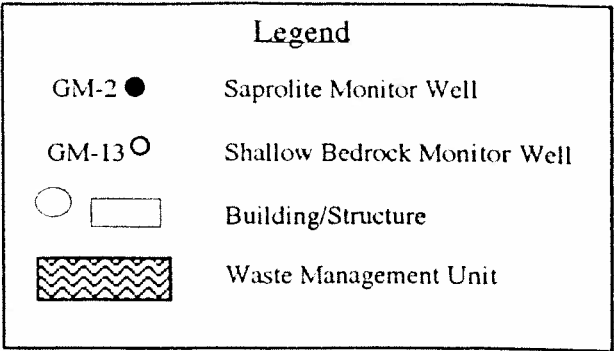 Legend
GM-2 Saprolite Monitor Well
GM-13 Shallow Bedrock Monitor Well
Building/Structure
Waste Management Unit